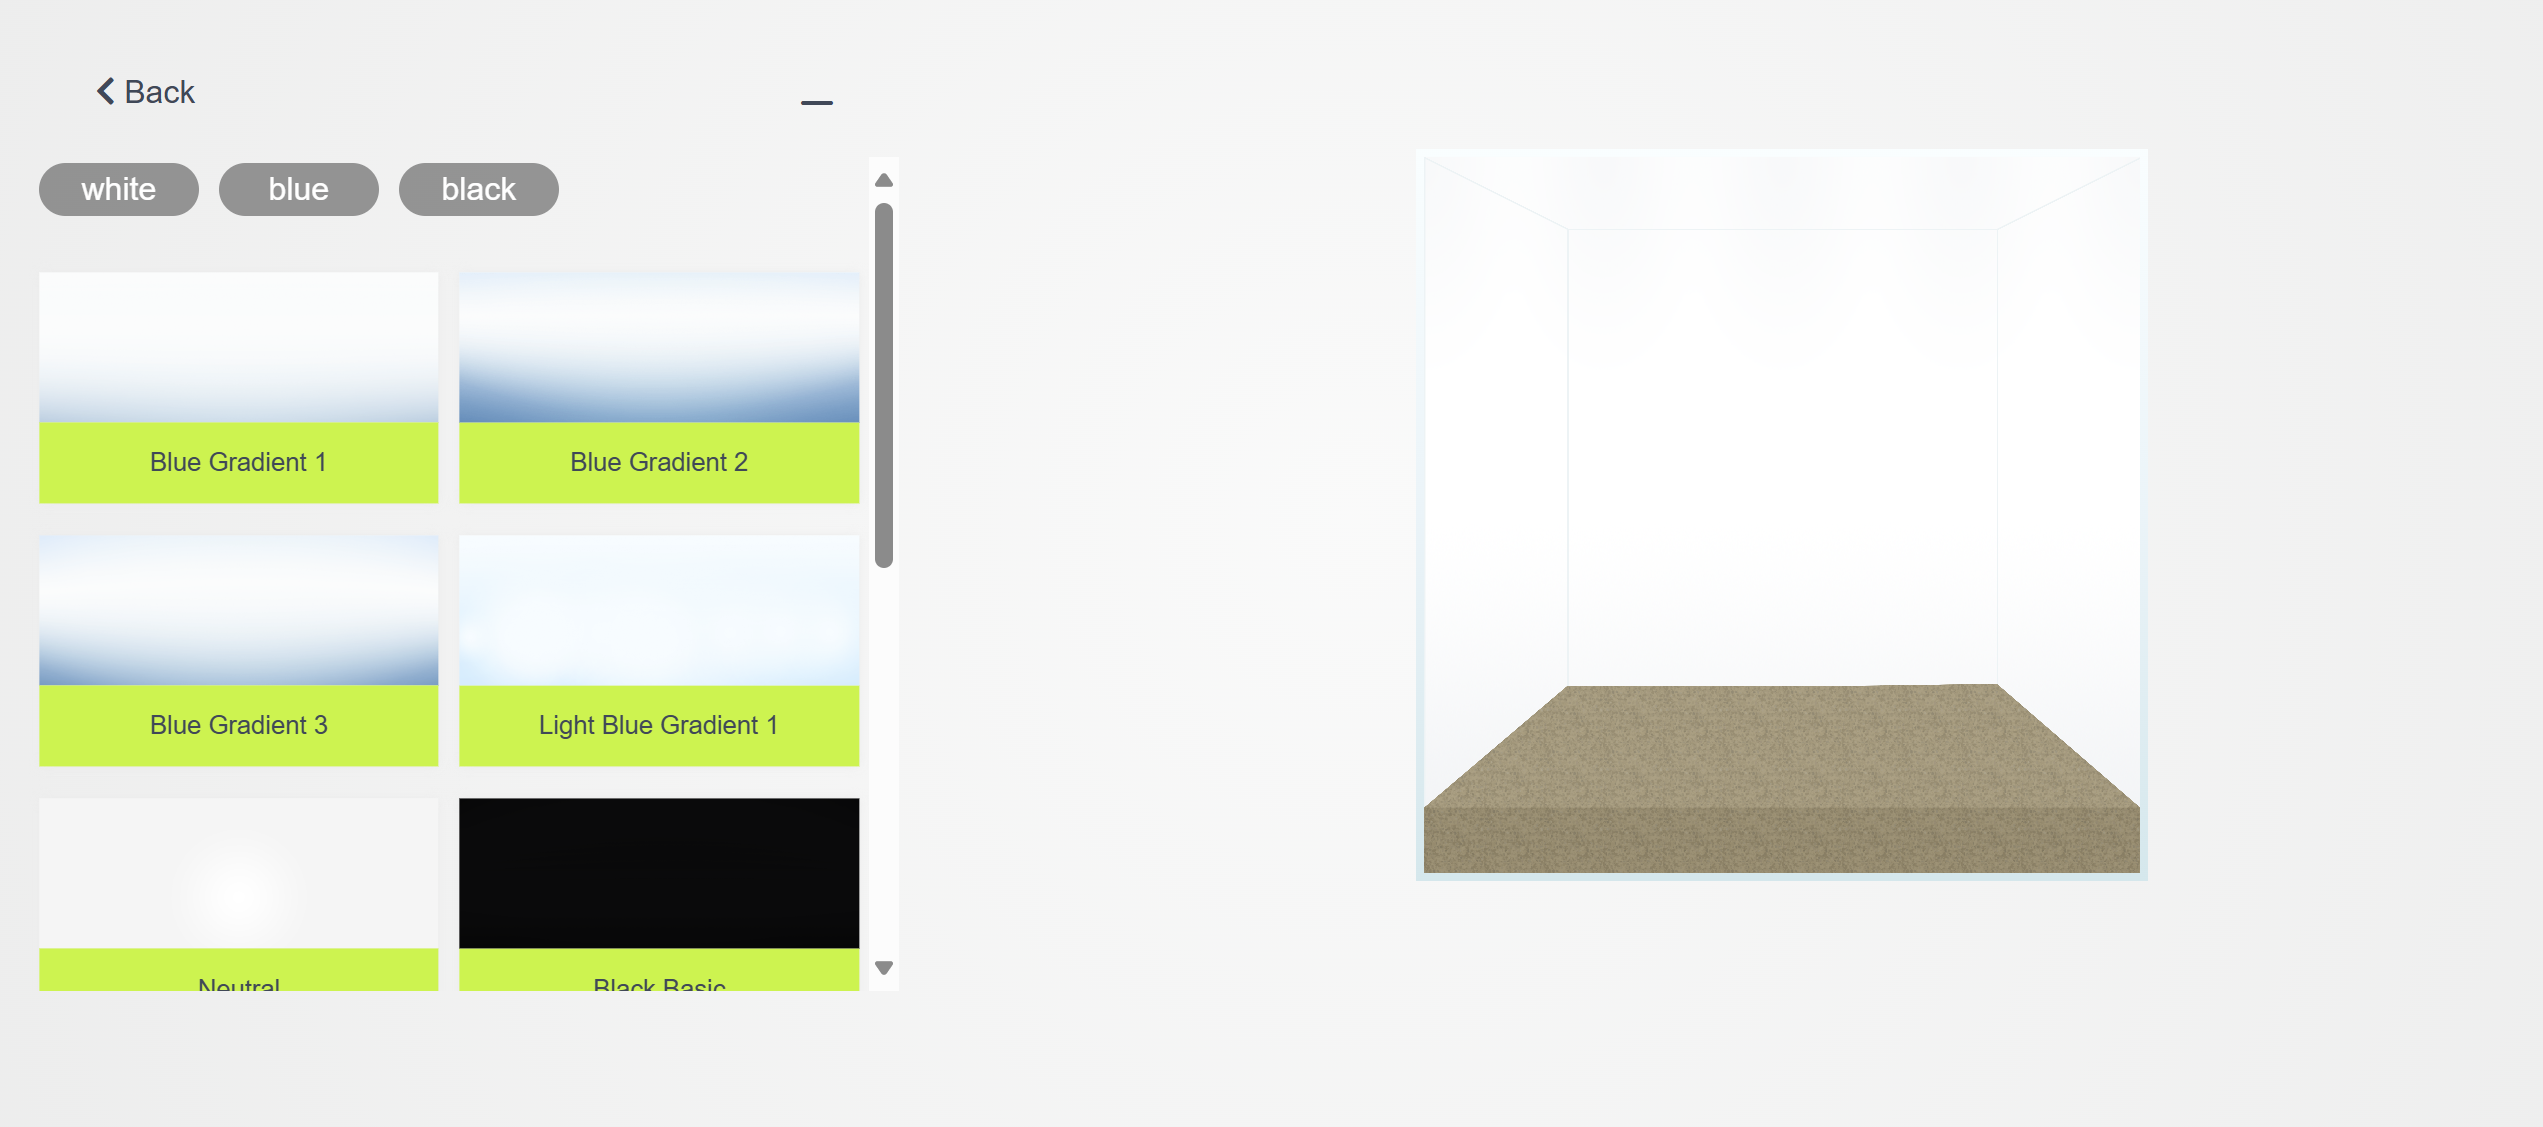 Back
white
blue
black
Blue Gradient 1
Blue Gradient 2
Blue Gradient 3
Light Blue Gradient 1
Neutral
Black Basic